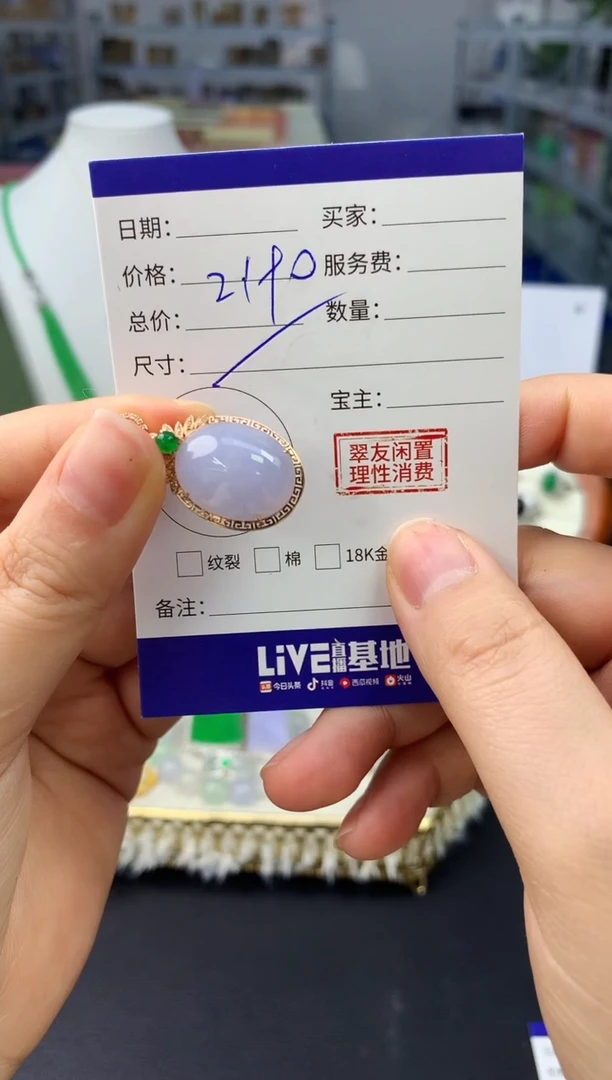 日期：
买家：
价格：
2190
服务费：
总价：
数量：
尺寸：
宝主：
翠友闲置
理性消费
纹裂
棉
18K金
备注：
LiVE直播基地
今日头条
抖音
西瓜视频
火山